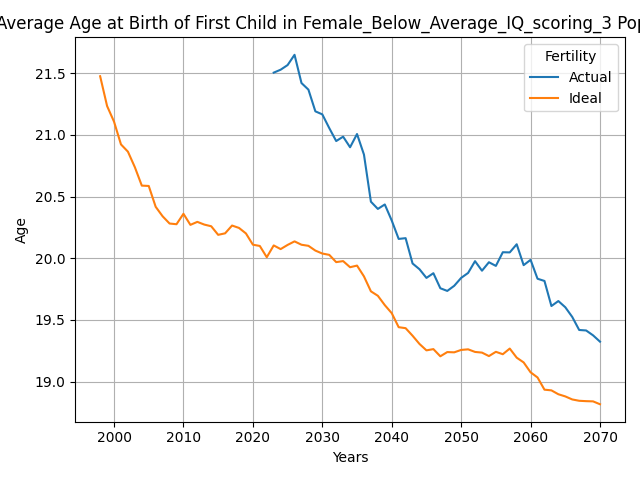 Average Age at Birth of First Child in Female_Below_Average_IQ_scoring_3
Fertility
Actual
Ideal
21.5
21.0
20.5
20.0
19.5
19.0
Age
2000 2010 2020 2030 2040 2050 2060 2070
Years